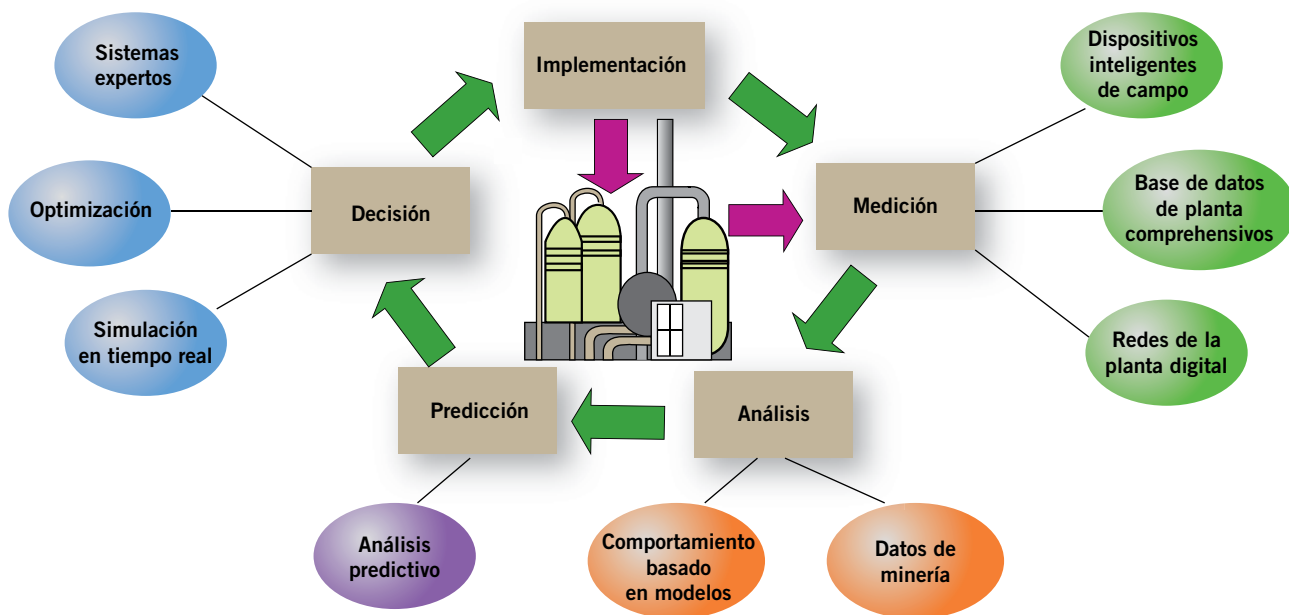 Sistemas
expertos
Implementación
Dispositivos
inteligentes
de campo
Optimización
Decisión
Medición
Base de datos
de planta
comprehensivos
Simulación
en tiempo real
Redes de la
planta digital
Predicción
Análisis
Análisis
predictivo
Comportamiento
basado
en modelos
Datos de
minería